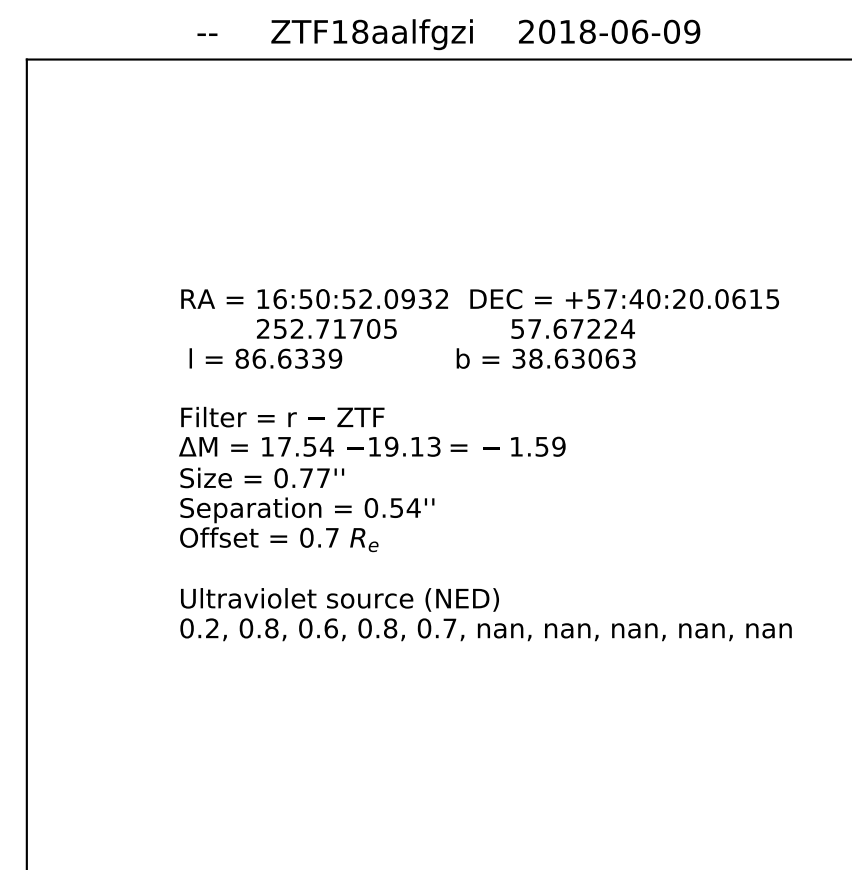 -- ZTF18aalfgzi 2018-06-09
RA = 16:50:52.0932 DEC = +57:40:20.0615
252.71705 57.67224
l = 86.6339 b = 38.63063
Filter = r − ZTF
ΔM = 17.54 −19.13 = − 1.59
Size = 0.77''
Separation = 0.54''
Offset = 0.7 Re
Ultraviolet source (NED)
0.2, 0.8, 0.6, 0.8, 0.7, nan, nan, nan, nan, nan